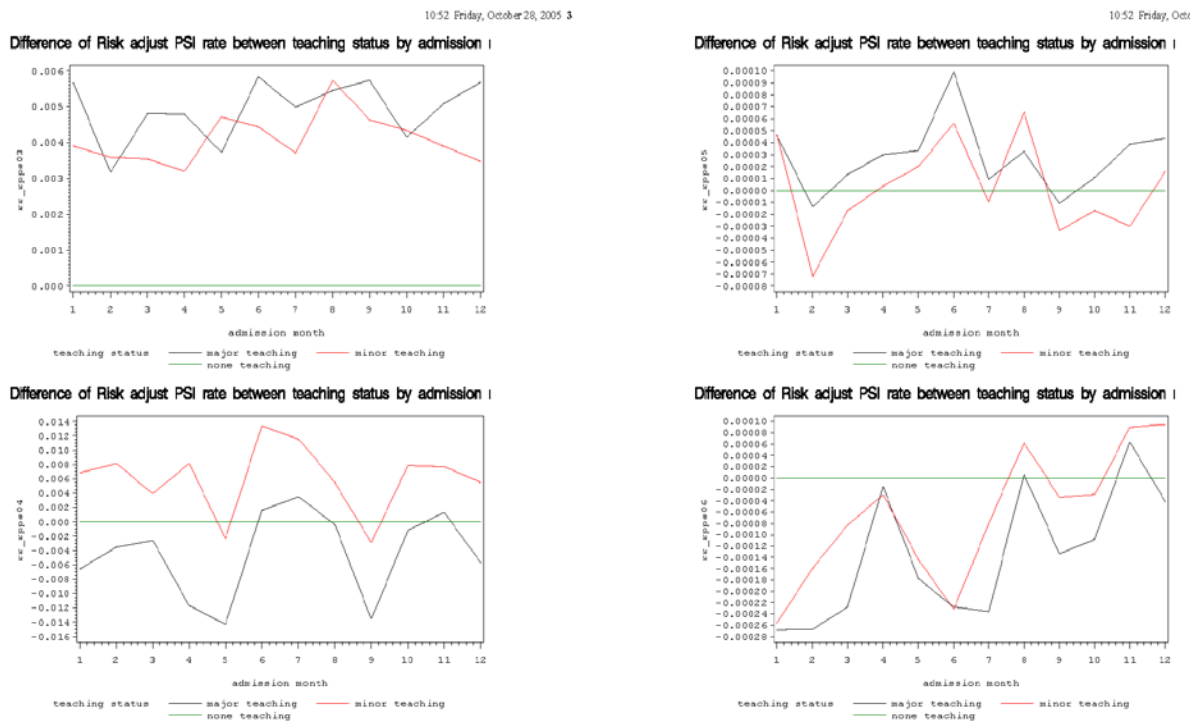 10:52 Friday, October 28, 2005 3
Difference of Risk adjust PSI rate between teaching status by admission
0.006
0.005
0.004
0.003
0.002
0.001
0.000
1 2 3 4 5 6 7 8 9 10 11 12
admission month
teaching status major teaching minor teaching
none teaching
10:52 Friday, Octo
Difference of Risk adjust PSI rate between teaching status by admission
0.00010
0.00009
0.00008
0.00007
0.00006
0.00005
0.00004
0.00003
0.00002
0.00001
0.00000
-0.00001
-0.00002
-0.00003
-0.00004
-0.00005
-0.00006
-0.00007
-0.00008
1 2 3 4 5 6 7 8 9 10 11 12
admission month
teaching status major teaching minor teaching
none teaching
Difference of Risk adjust PSI rate between teaching status by admission
0.014
0.012
0.010
0.008
0.006
0.004
0.002
0.000
-0.002
-0.004
-0.006
-0.008
-0.010
-0.012
-0.014
-0.016
1 2 3 4 5 6 7 8 9 10 11 12
admission month
teaching status major teaching minor teaching
none teaching
Difference of Risk adjust PSI rate between teaching status by admission
0.00010
0.00008
0.00006
0.00004
0.00002
0.00000
-0.00002
-0.00004
-0.00006
-0.00008
-0.00010
-0.00012
-0.00014
-0.00016
-0.00018
-0.00020
-0.00022
-0.00024
-0.00026
-0.00028
1 2 3 4 5 6 7 8 9 10 11 12
admission month
teaching status major teaching minor teaching
none teaching